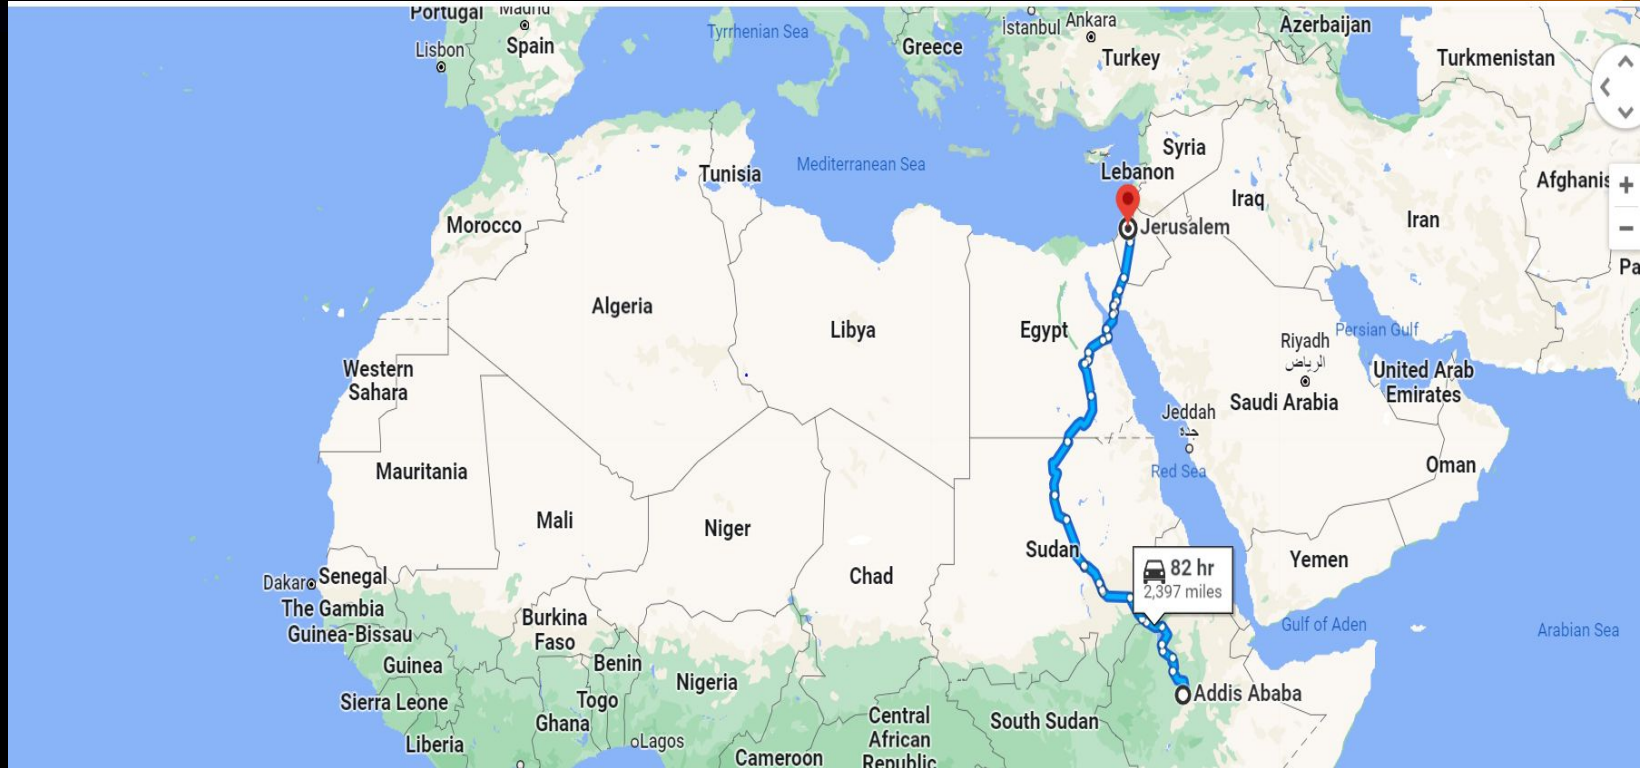 Portugal
Madrid
Spain
Lisbon
Tyrrhenian Sea
Greece
İstanbul
Ankara
Turkey
Azerbaijan
Turkmenistan
Syria
Lebanon
Mediterranean Sea
Tunisia
Afghanis
Iraq
Iran
Morocco
Jerusalem
Pa
Algeria
Libya
Egypt
Persian Gulf
Riyadh
الرياض
Western
Sahara
United Arab
Emirates
Saudi Arabia
Jeddah
جدة
Mauritania
Red Sea
Oman
Mali
Niger
Sudan
Yemen
82 hr
2,397 miles
Chad
Dakar
Senegal
The Gambia
Guinea-Bissau
Burkina
Faso
Gulf of Aden
Arabian Sea
Guinea
Benin
Nigeria
Sierra Leone
Togo
Ghana
Addis Ababa
Central
African
Republic
South Sudan
Liberia
Lagos
Cameroon